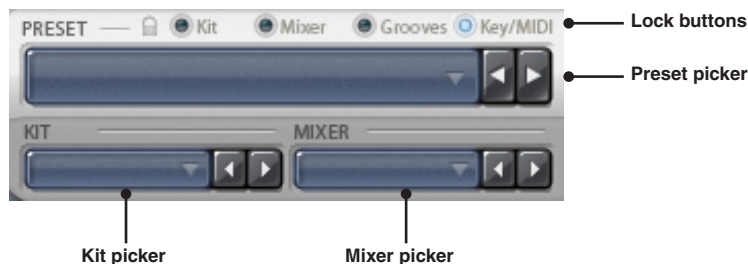 PRESET Kit Mixer Grooves Key/MIDI Lock buttons
Preset picker
KIT MIXER
Kit picker Mixer picker